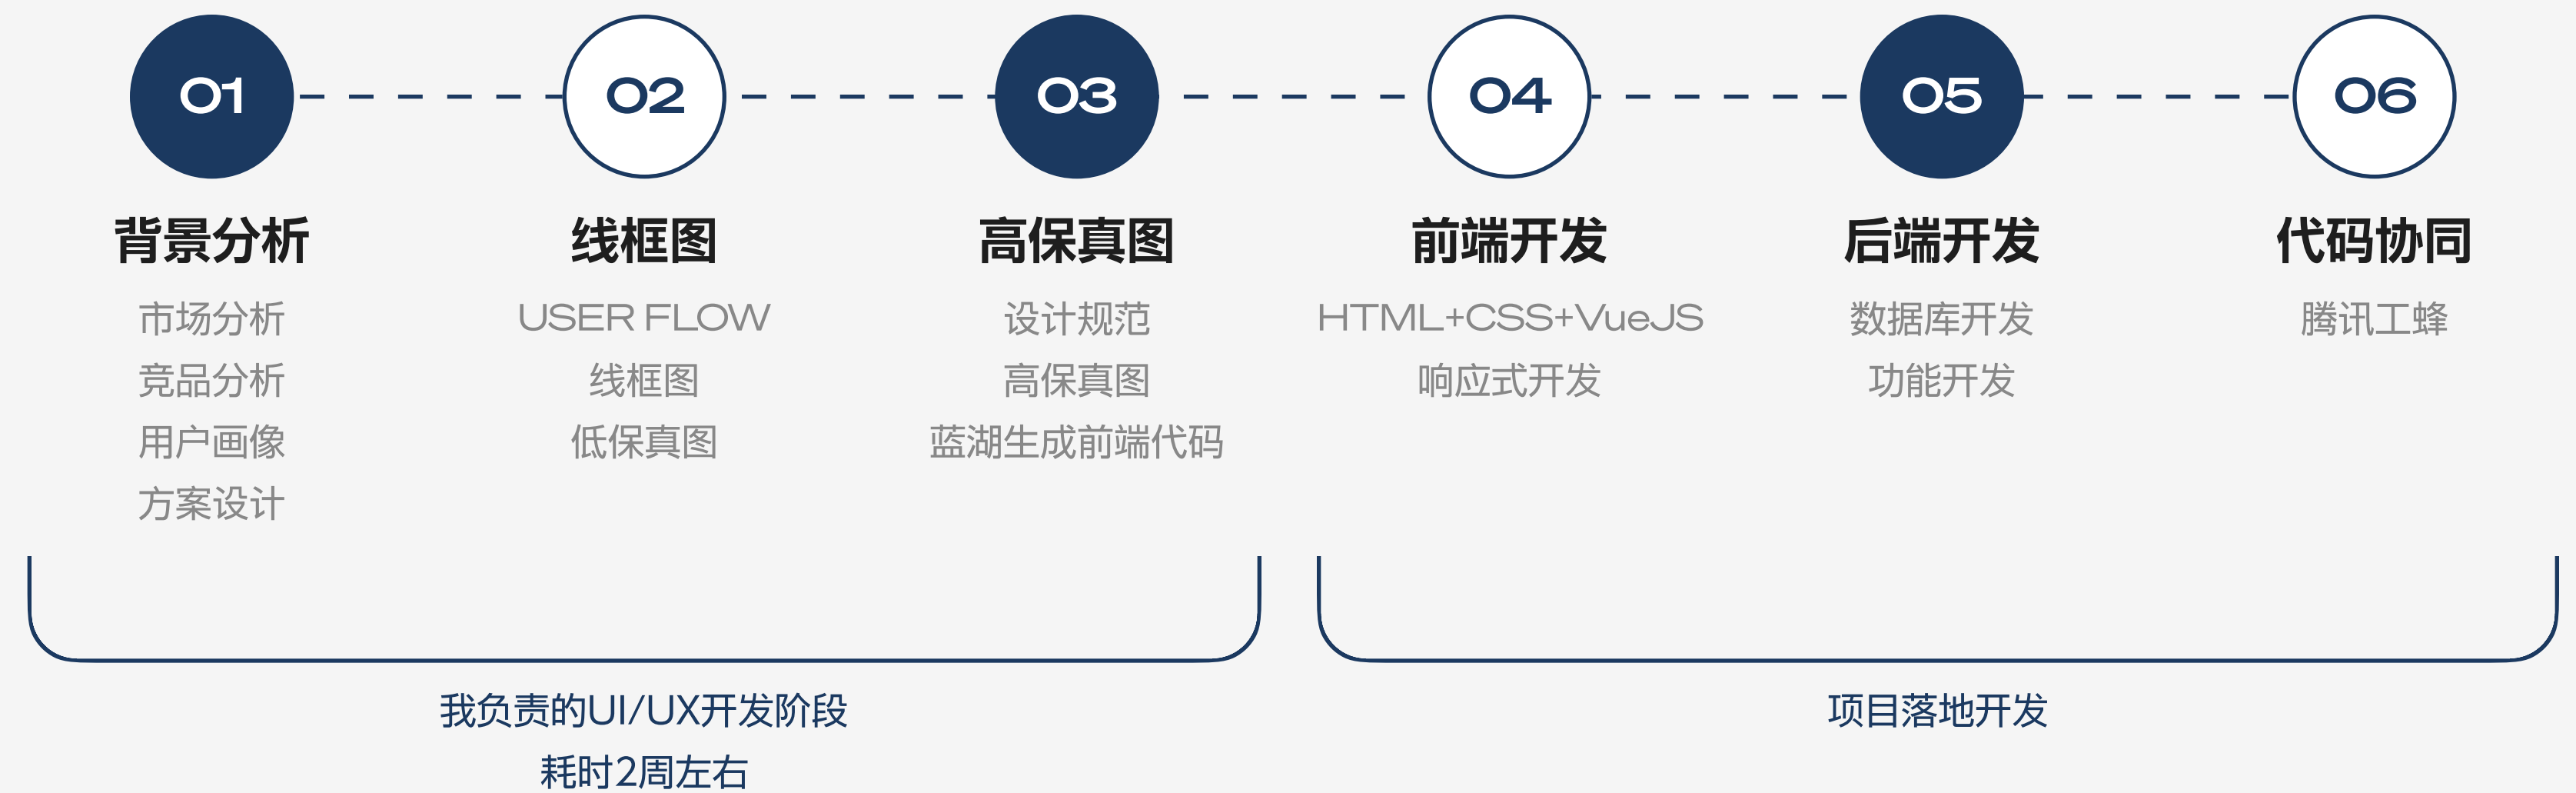 01
02
03
04
05
06
背景分析
市场分析
竞品分析
用户画像
方案设计
线框图
USER FLOW
线框图
低保真图
高保真图
设计规范
高保真图
蓝湖生成前端代码
前端开发
HTML+CSS+VueJS
响应式开发
后端开发
数据库开发
功能开发
代码协同
腾讯工蜂
我负责的UI/UX开发阶段
耗时2周左右
项目落地开发